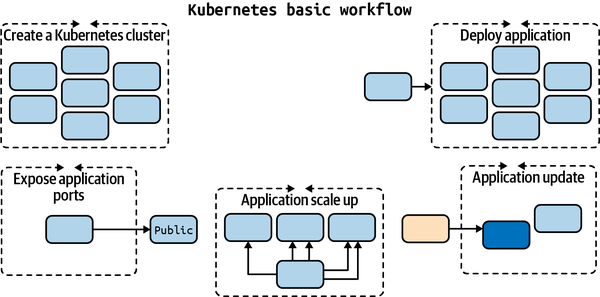 Kubernetes basic workflow
Create a Kubernetes cluster
Deploy application
Expose application
ports
Public
Application scale up
Application update